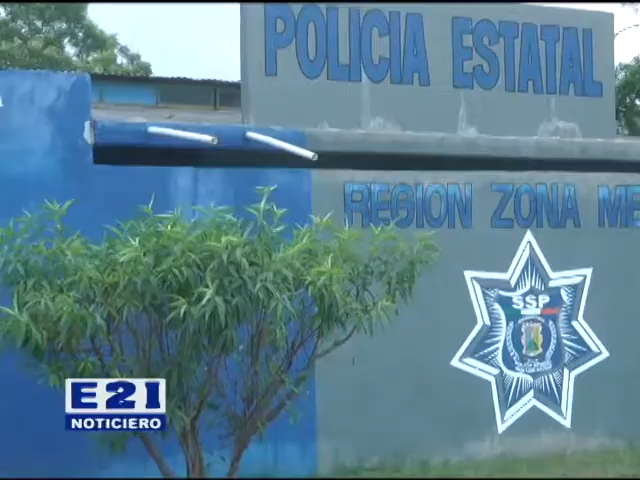 POLICIA ESTATAL
REGION ZONA ME
SSP
E21
NOTICIERO